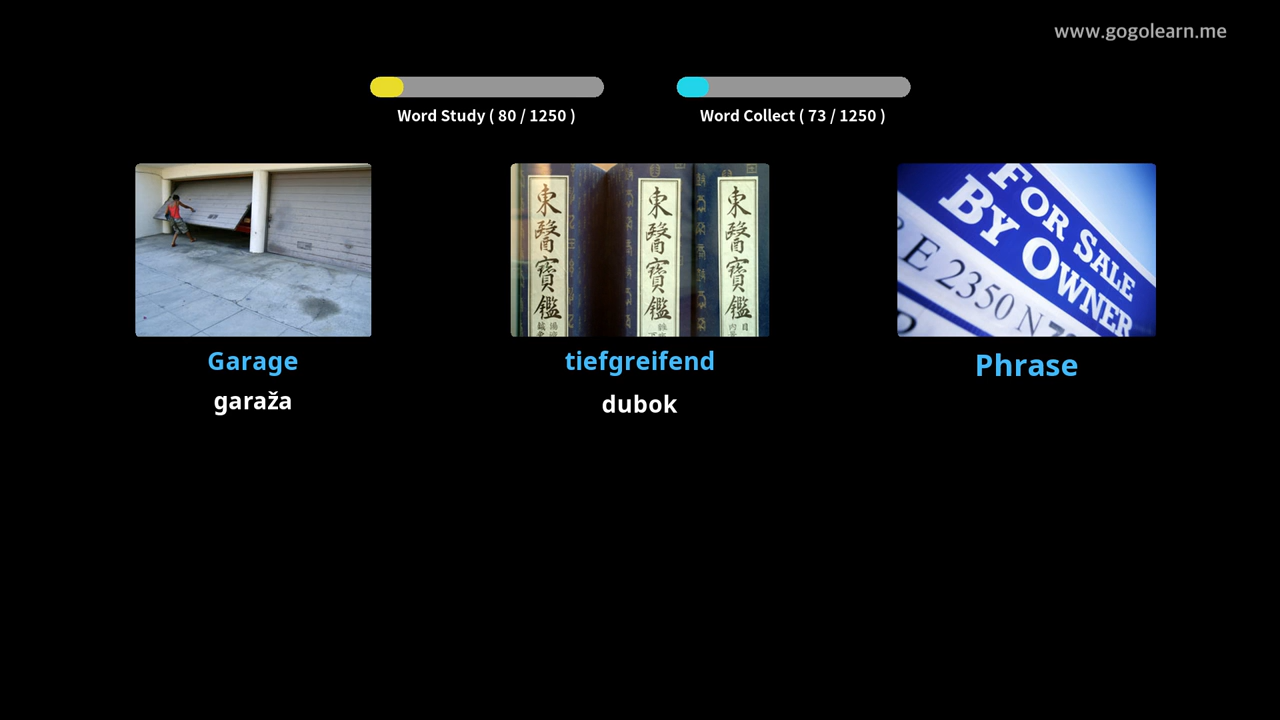 www.gogolearn.me
Word Study ( 80 / 1250 )
Word Collect ( 73 / 1250 )
東醫寶鑑
東醫寶鑑
東醫寶鑑
FOR SALE
BY OWNER
E 2350 N
Garage
garaža
tiefgreifend
dubok
Phrase